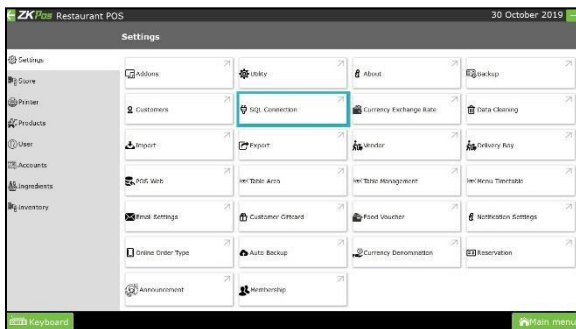 ZKPos Restaurant POS
30 October 2019
Settings
Settings
Store
Printer
Products
User
Accounts
Ingredients
Inventory
Addons
Utility
About
Backup
Customers
SQL Connection
Currency Exchange Rate
Data Cleaning
Import
Export
Vendor
Delivery Boy
POS Web
Table Area
Table Management
Menu Timetable
Email Settings
Customer Giftcard
Food Voucher
Notification Settings
Online Order Type
Auto Backup
Currency Denomination
Reservation
Announcement
Membership
Keyboard
Main menu